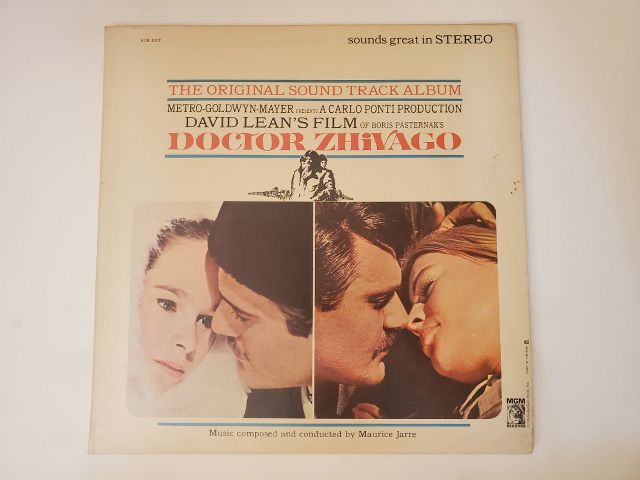 sounds great in STEREO
THE ORIGINAL SOUND TRACK ALBUM
METRO-GOLDWYN-MAYER PRESENTS A CARLO PONTI PRODUCTION
DAVID LEAN'S FILM OF BORIS PASTERNAK'S
DOCTOR ZHiVAGO
MGM
RECORDS
Music composed and conducted by Maurice Jarre